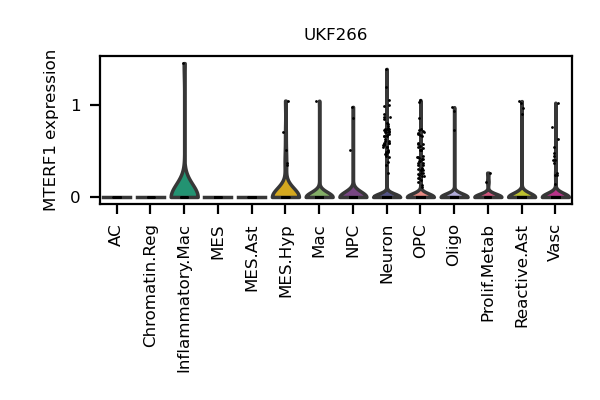 UKF266
MTERF1 expression
1
0
AC
Chromatin.Reg
Inflammatory.Mac
MES
MES.Ast
MES.Hyp
Mac
NPC
Neuron
OPC
Oligo
Prolif.Metab
Reactive.Ast
Vasc